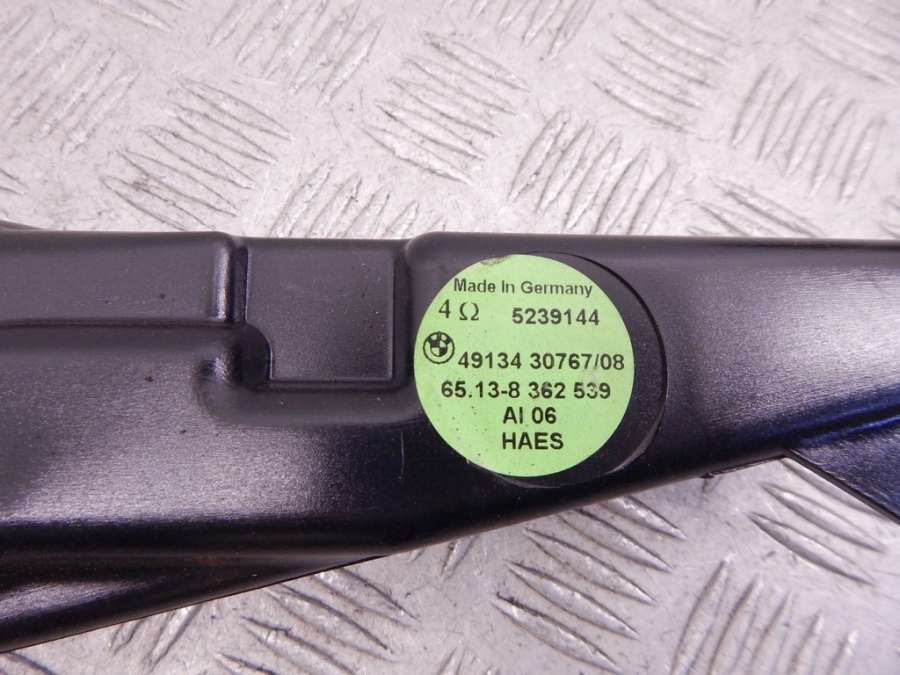 Made In Germany
4 Ω 5239144
49134 30767/08
65.13-8 362 539
AI 06
HAES